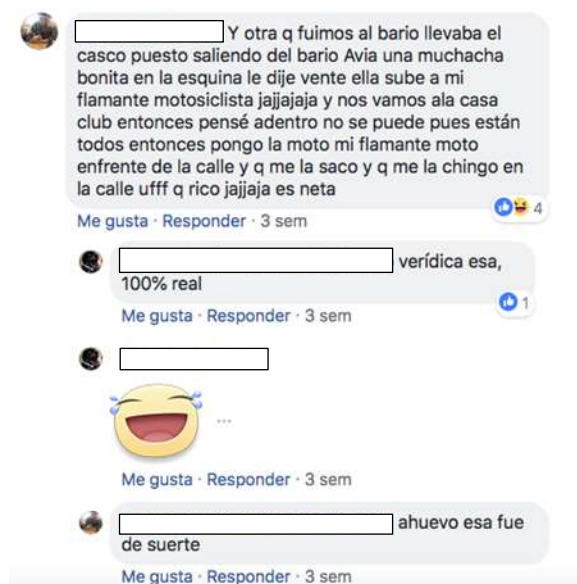 Y otra q fuimos al bario llevaba el
casco puesto saliendo del bario Avia una muchacha
bonita en la esquina le dije vente ella sube a mi
flamante motosiclista jajjajaja y nos vamos ala casa
club entonces pensé adentro no se puede pues están
todos entonces pongo la moto mi flamante moto
enfrente de la calle y q me la saco y q me la chingo en
la calle ufff q rico jajjaja es neta
4
Me gusta · Responder · 3 sem
verídica esa,
100% real
1
Me gusta · Responder · 3 sem
Me gusta · Responder · 3 sem
ahuevo esa fue
de suerte
Me gusta · Responder · 3 sem